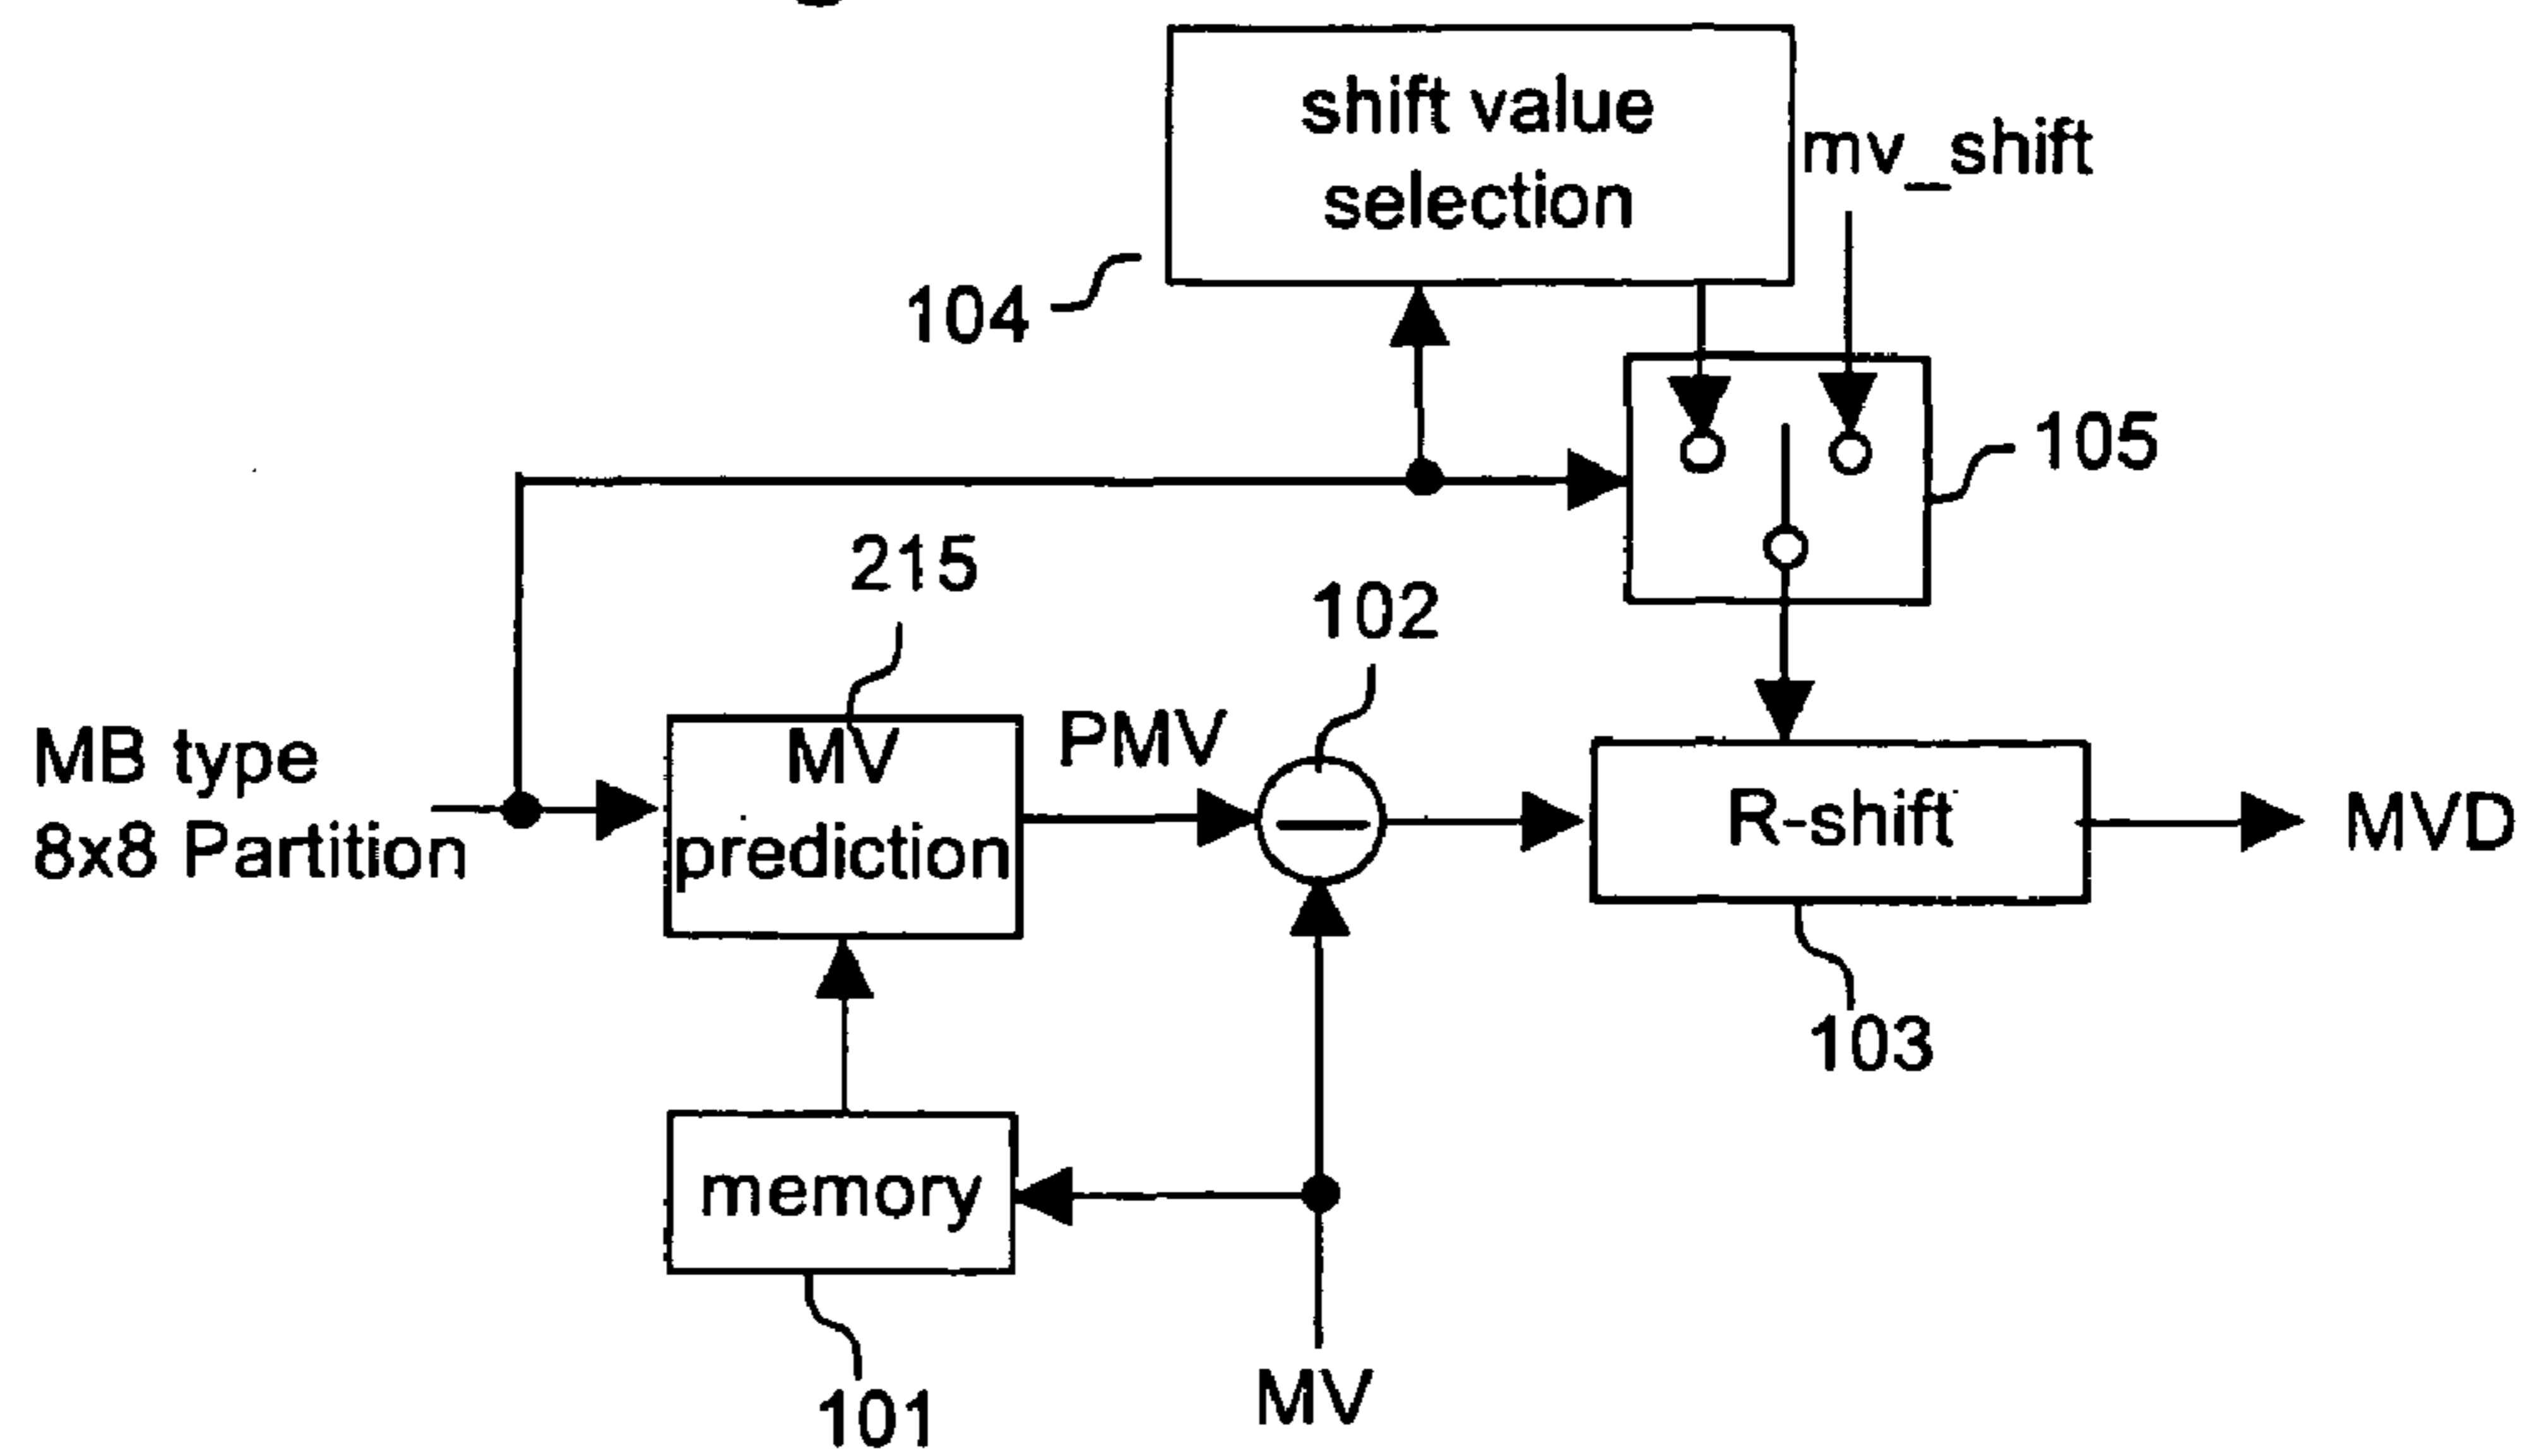 shift value
selection
mv_shift
104
105
215
102
MB type
8x8 Partition
MV
prediction
PMV
R-shift
MVD
103
memory
101
MV